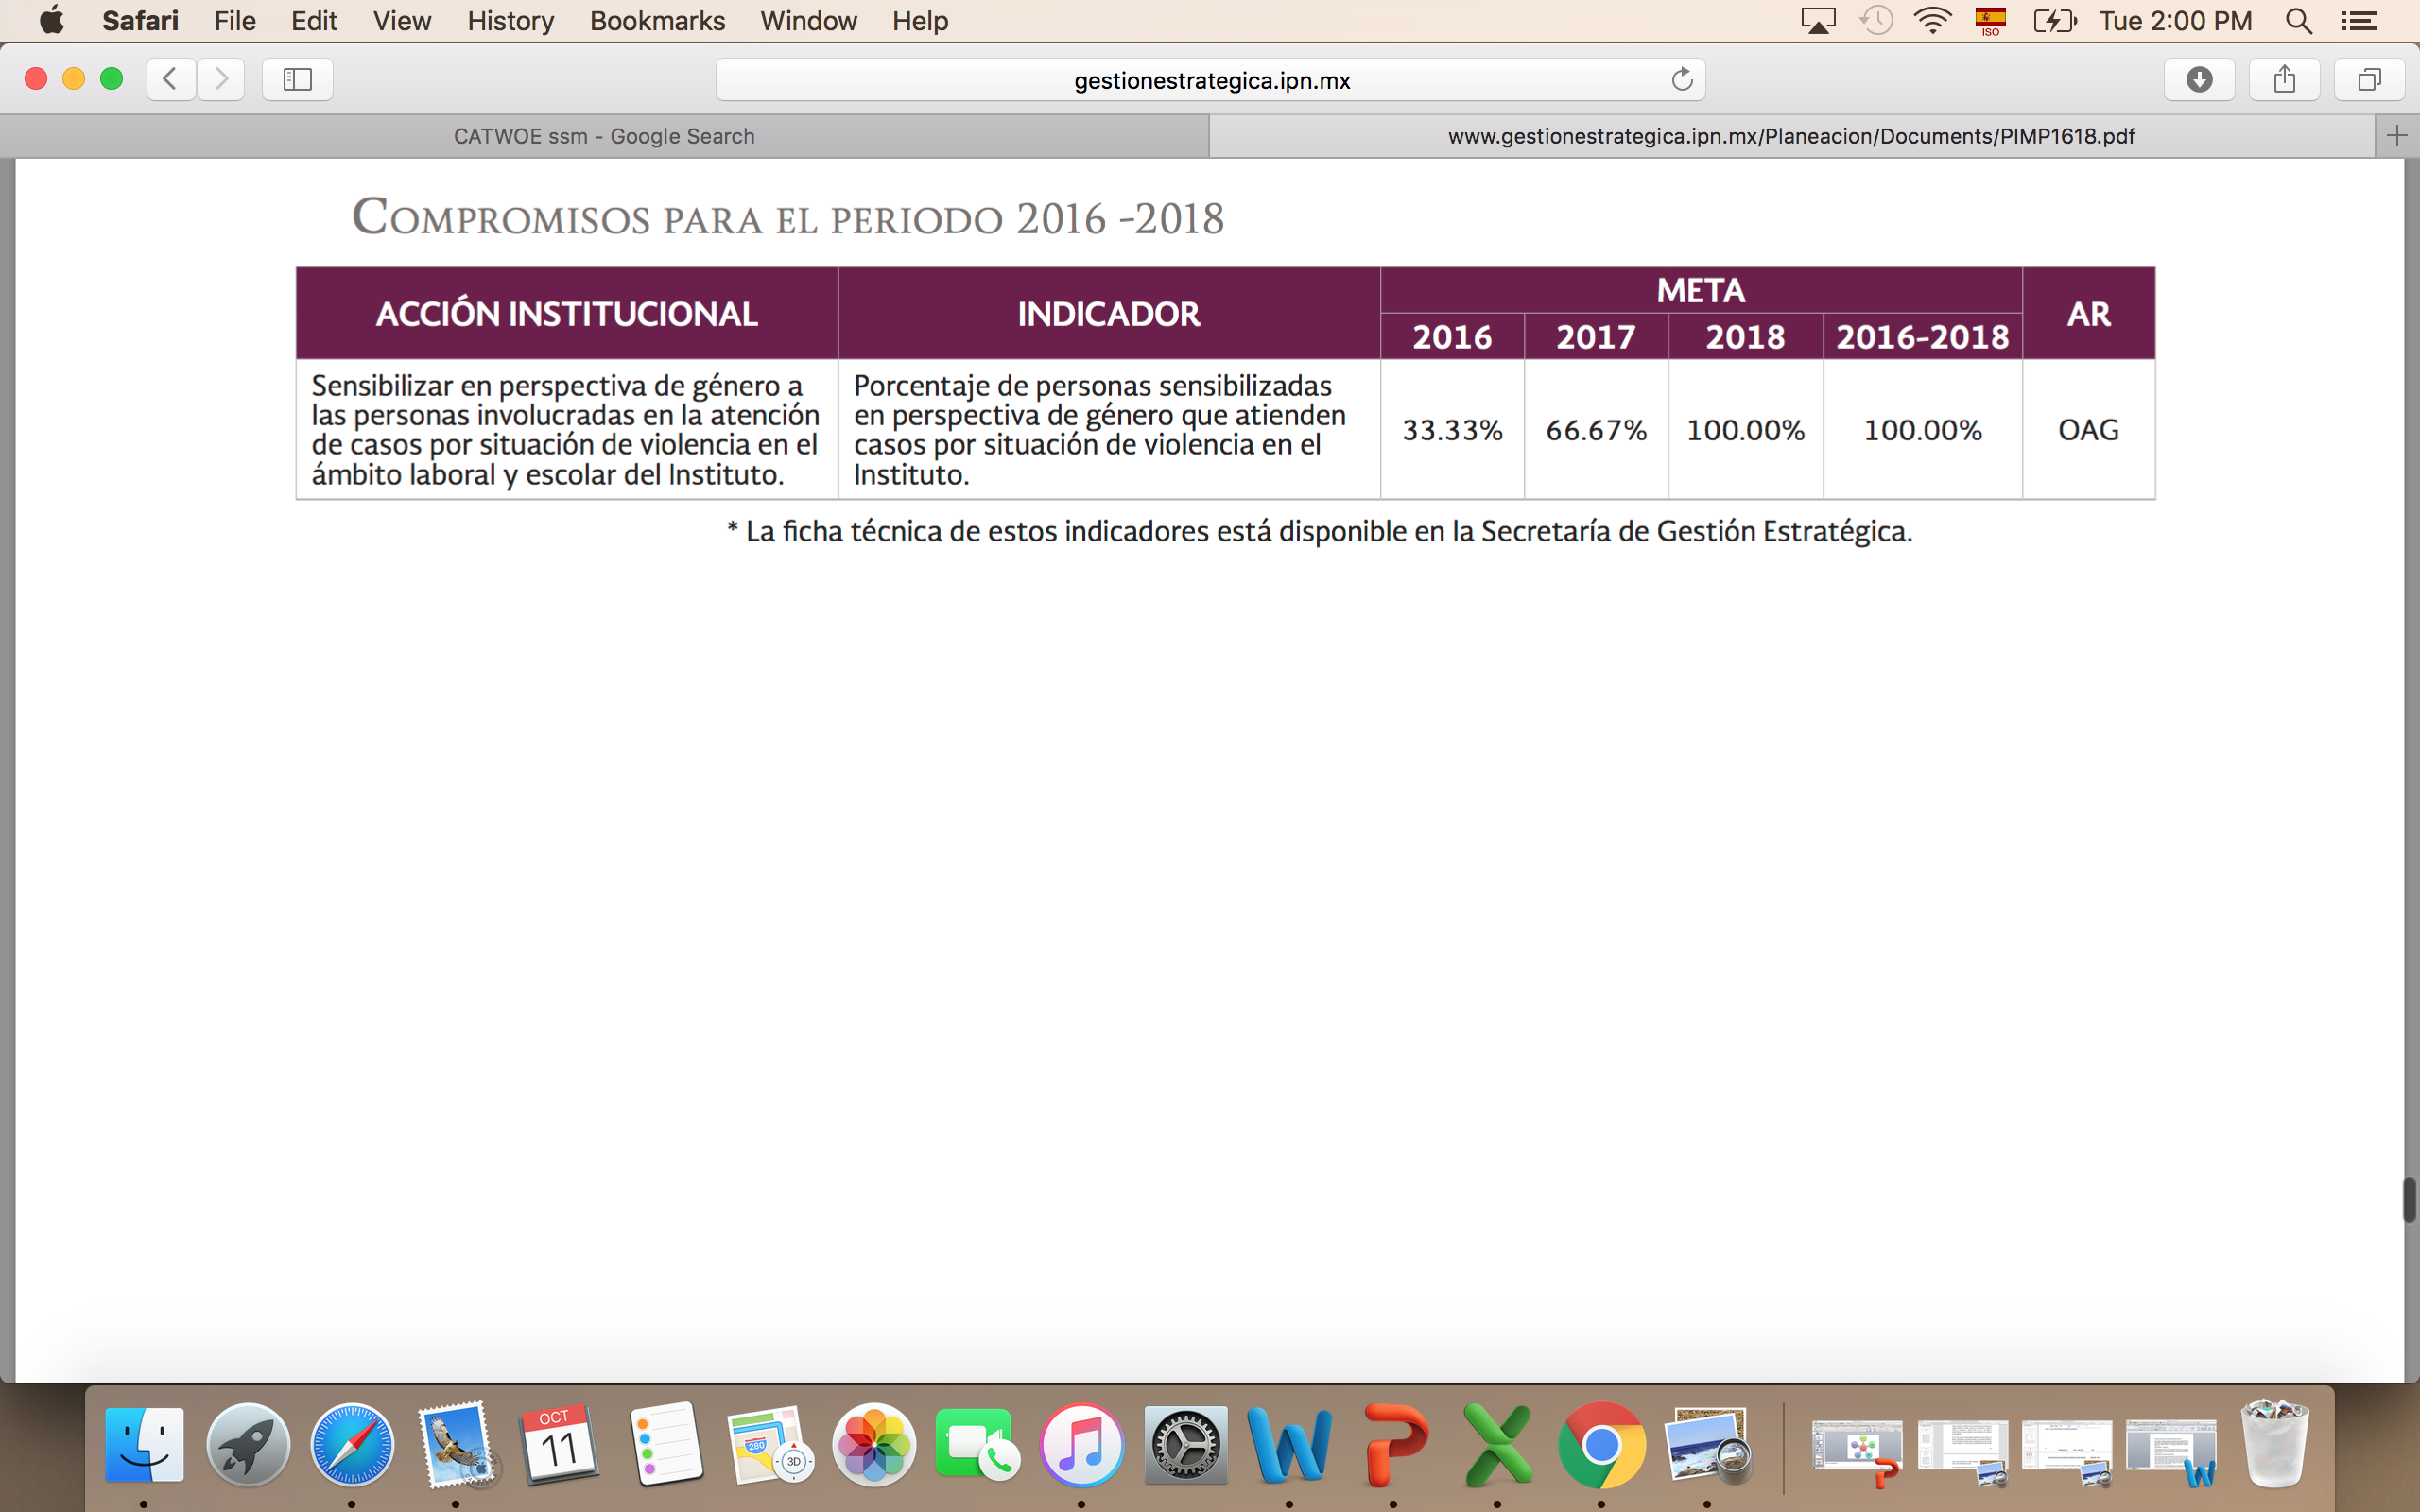 Safari File Edit View History Bookmarks Window Help ISO Tue 2:00 PM
gestionestrategica.ipn.mx
CATWOE ssm - Google Search
www.gestionestrategica.ipn.mx/Planeacion/Documents/PIMP1618.pdf
COMPROMISOS PARA EL PERIODO 2016 -2018
ACCIÓN INSTITUCIONAL
INDICADOR
META
AR
2016 2017 2018 2016-2018
Sensibilizar en perspectiva de género a
las personas involucradas en la atención
de casos por situación de violencia en el
ámbito laboral y escolar del Instituto.
Porcentaje de personas sensibilizadas
en perspectiva de género que atienden
casos por situación de violencia en el
Instituto.
33.33% 66.67% 100.00% 100.00% OAG
* La ficha técnica de estos indicadores está disponible en la Secretaría de Gestión Estratégica.
OCT
11
280
3D